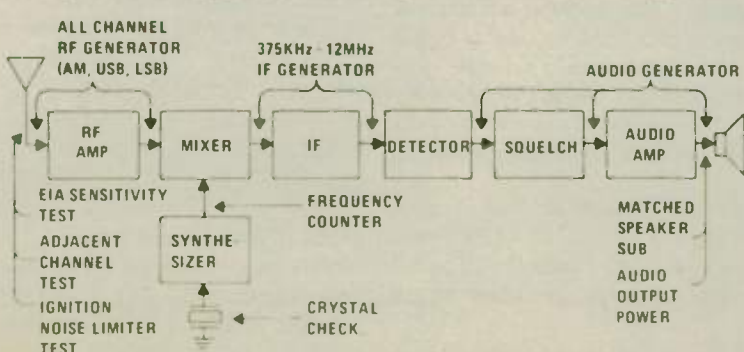 ALL CHANNEL
RF GENERATOR
(AM, USB, LSB)
375KHz - 12MHz
IF GENERATOR
AUDIO GENERATOR
RF
AMP
MIXER
IF
DETECTOR
SQUELCH
AUDIO
AMP
EIA SENSITIVITY
TEST
ADJACENT
CHANNEL
TEST
IGNITION
NOISE LIMITER
TEST
SYNTHE
SIZER
FREQUENCY
COUNTER
CRYSTAL
CHECK
MATCHED
SPEAKER
SUB
AUDIO
OUTPUT
POWER